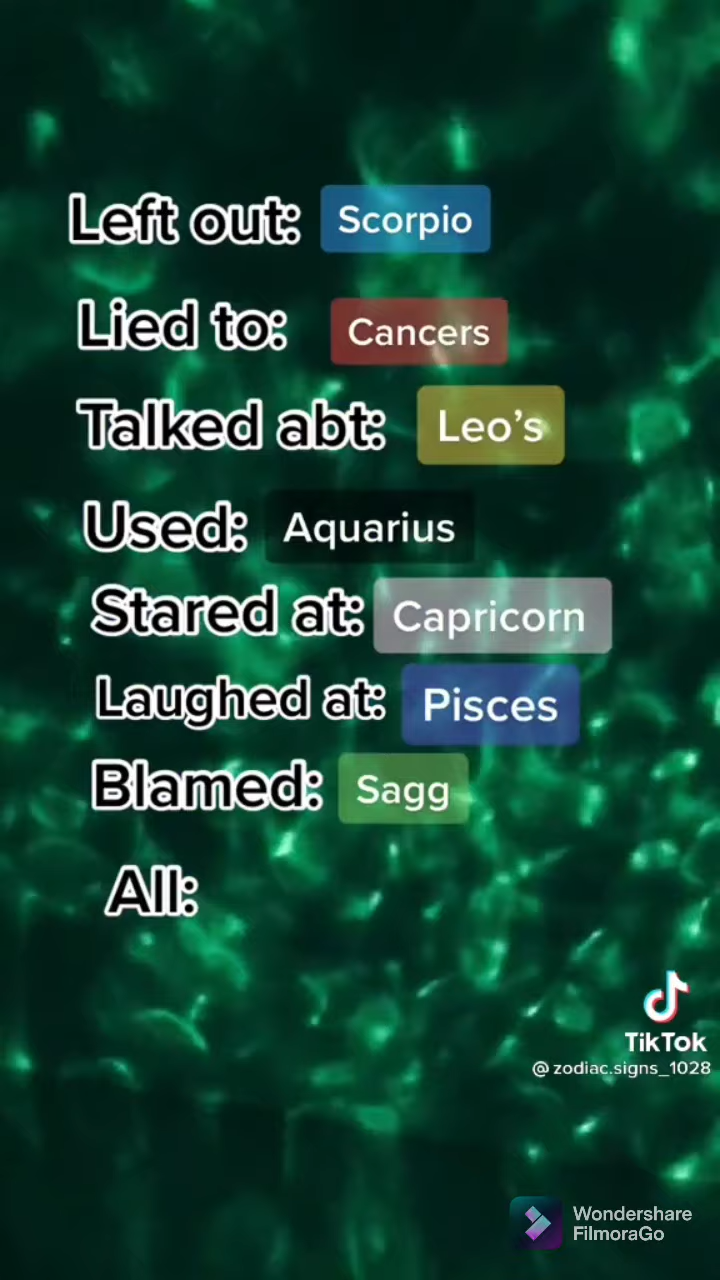 Left out: Scorpio
Lied to: Cancers
Talked abt: Leo's
Used: Aquarius
Stared at: Capricorn
Laughed at: Pisces
Blamed: Sagg
All:
TikTok
@zodiac.signs_1028
Wondershare
FilmoraGo